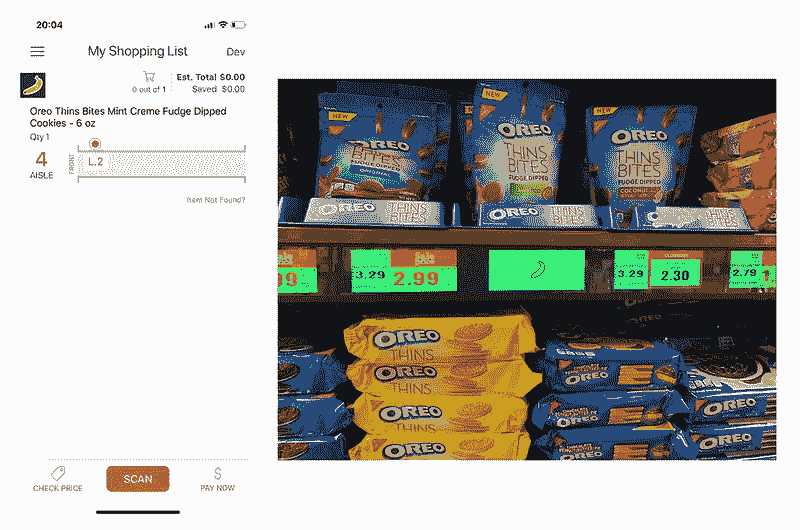 20:04
My Shopping List
Dev
Est. Total $0.00
0 out of 1
Saved $0.00
Oreo Thins Bites Mint Creme Fudge Dipped
Cookies - 6 oz
Qty 1
4
AISLE
FRONT
L.2
Item Not Found?
CHECK PRICE
SCAN
PAY NOW
NEW
OREO
BITES
FUDGE DIPPED
ORIGINAL
NEW
OREO
THINS
BITES
FUDGE DIPPED
NEW
OREO
THINS
BITES
FUDGE DIPPED
COCONUT
OREO
THINS
BITES
OREO
THINS
BITES
THINS
BITES
3.29
2.99
3.29
2.30
2.79
OREO
THINS
OREO
THINS
OREO
THINS
OREO
OREO
OREO
OREO
OREO
OREO